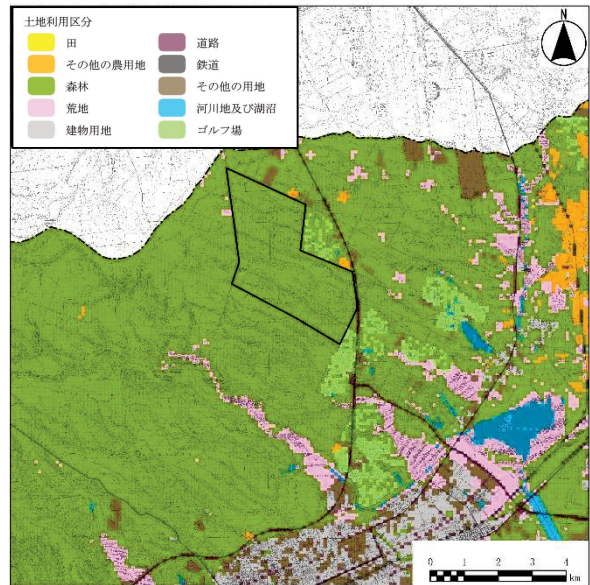 土地利用区分
田
その他の農用地
森林
荒地
建物用地
道路
鉄道
その他の用地
河川地及び湖沼
ゴルフ場
N
0 1 2 3 4
km